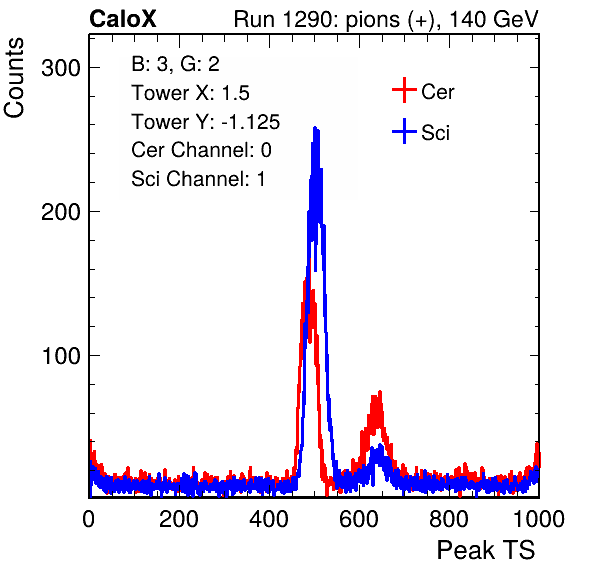 CaloX Run 1290: pions (+), 140 GeV
Counts
B: 3, G: 2
Tower X: 1.5
Tower Y: -1.125
Cer Channel: 0
Sci Channel: 1
Cer
Sci
300
200
100
0 200 400 600 800 1000
Peak TS